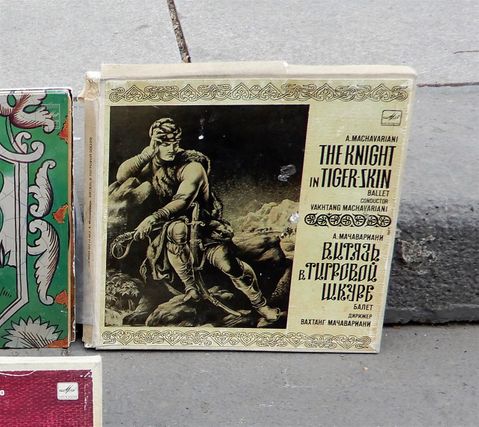 A. MACHAVARIANI
THE KNIGHT
IN TIGER-SKIN
BALLET
CONDUCTOR
VAKHTANG MACHAVARIANI
А. МАЧАВАРИАНИ
ВИТЯЗЬ
В ТИГРОВОЙ
ШКУРЕ
БАЛЕТ
ДИРИЖЕР
ВАХТАНГ МАЧАВАРИАНИ